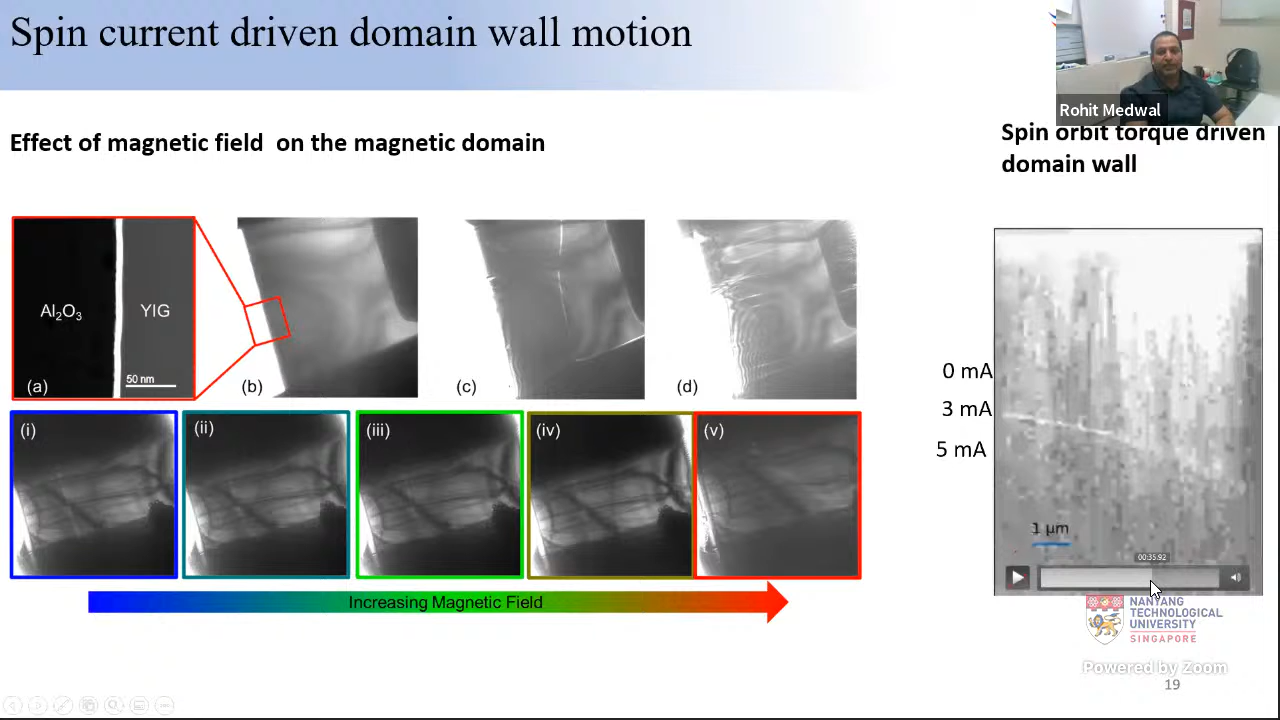 Spin current driven domain wall motion
Rohit Medwal
Effect of magnetic field on the magnetic domain
Spin orbit torque driven
domain wall
Al₂O₃
YIG
50 nm
(a)
(b)
(c)
(d)
0 mA
3 mA
5 mA
(i)
(ii)
(iii)
(iv)
(v)
1 µm
00:35.92
Increasing Magnetic Field
NANYANG
TECHNOLOGICAL
UNIVERSITY
SINGAPORE
Powered by Zoom
19